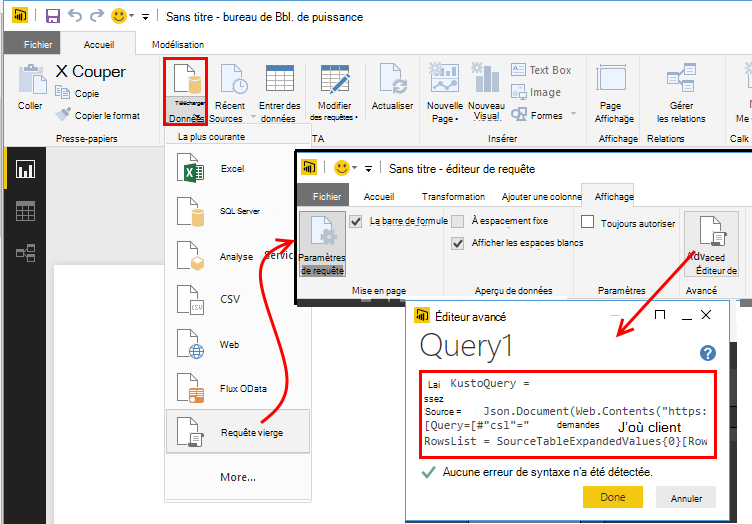 Sans titre - bureau de Bbl. de puissance
Fichier Accueil Modélisation
Coller
X Couper
Copie
Copier le format
Presse-papiers
Télécharger
Données
Récent
Sources
Entrer des
données
Modifier
des requêtes
TA
Actualiser
Nouvelle
Page
Nouveau
Visual
Text Box
Image
Formes
Insérer
Page
Affichage
Affichage
Gérer
les relations
Relations
N
Me
Calk
La plus courante
Excel
SQL Server
Analyse Servic
CSV
Web
Flux OData
Requête vierge
More...
Sans titre - éditeur de requête
Fichier Accueil Transformation Ajouter une colonne Affichage
Paramètres
de requête
La barre de formule
Mise en page
À espacement fixe
Afficher les espaces blancs
Aperçu de données
Toujours autoriser
Paramètres
AdVaced
Éditeur de
Avancé
Éditeur avancé
Query1
Lai KustoQuery =
ssez
Source = Json.Document(Web.Contents("https:
[Query=[#"csl"=" demandes J'où client
RowsList = SourceTableExpandedValues{0}[Row
Aucune erreur de syntaxe n'a été détectée.
Done Annuler